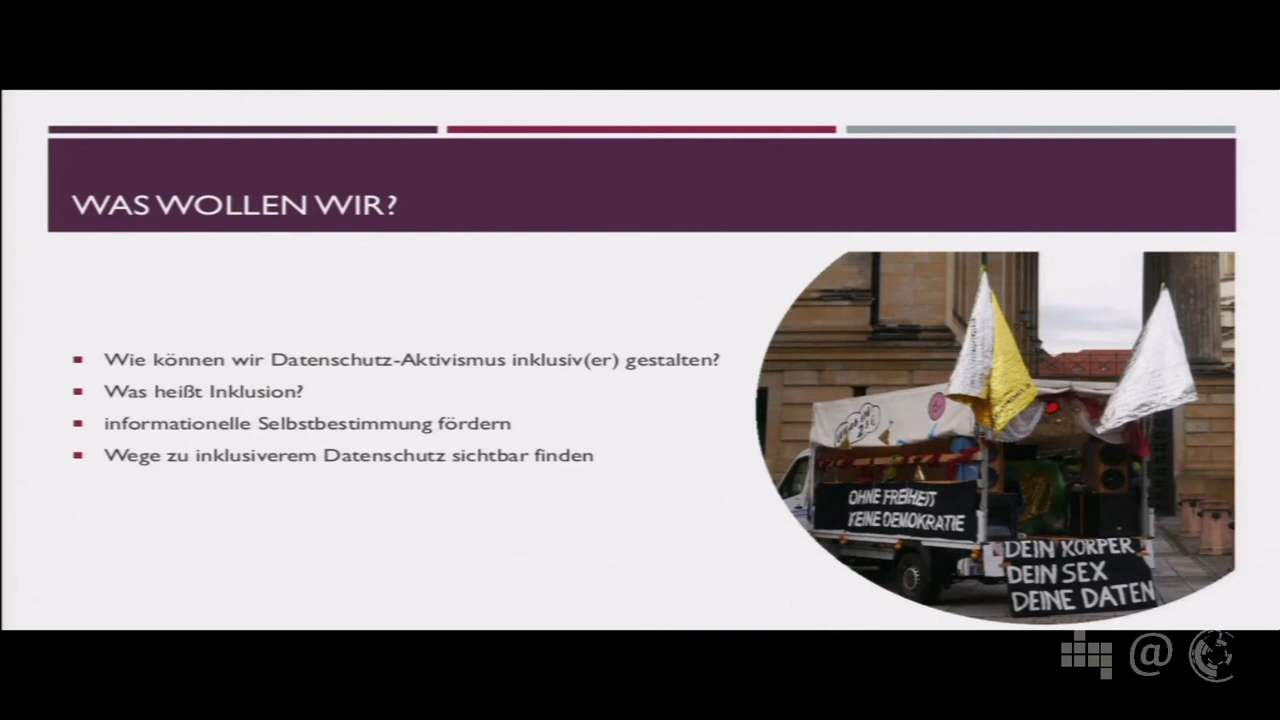 WAS WOLLEN WIR?
Wie können wir Datenschutz-Aktivismus inklusiv(er) gestalten?
Was heißt Inklusion?
informationelle Selbstbestimmung fördern
Wege zu inklusiverem Datenschutz sichtbar finden
OHNE FREIHEIT
KEINE DEMOKRATIE
DEIN KÖRPER
DEIN SEX
DEINE DATEN
@